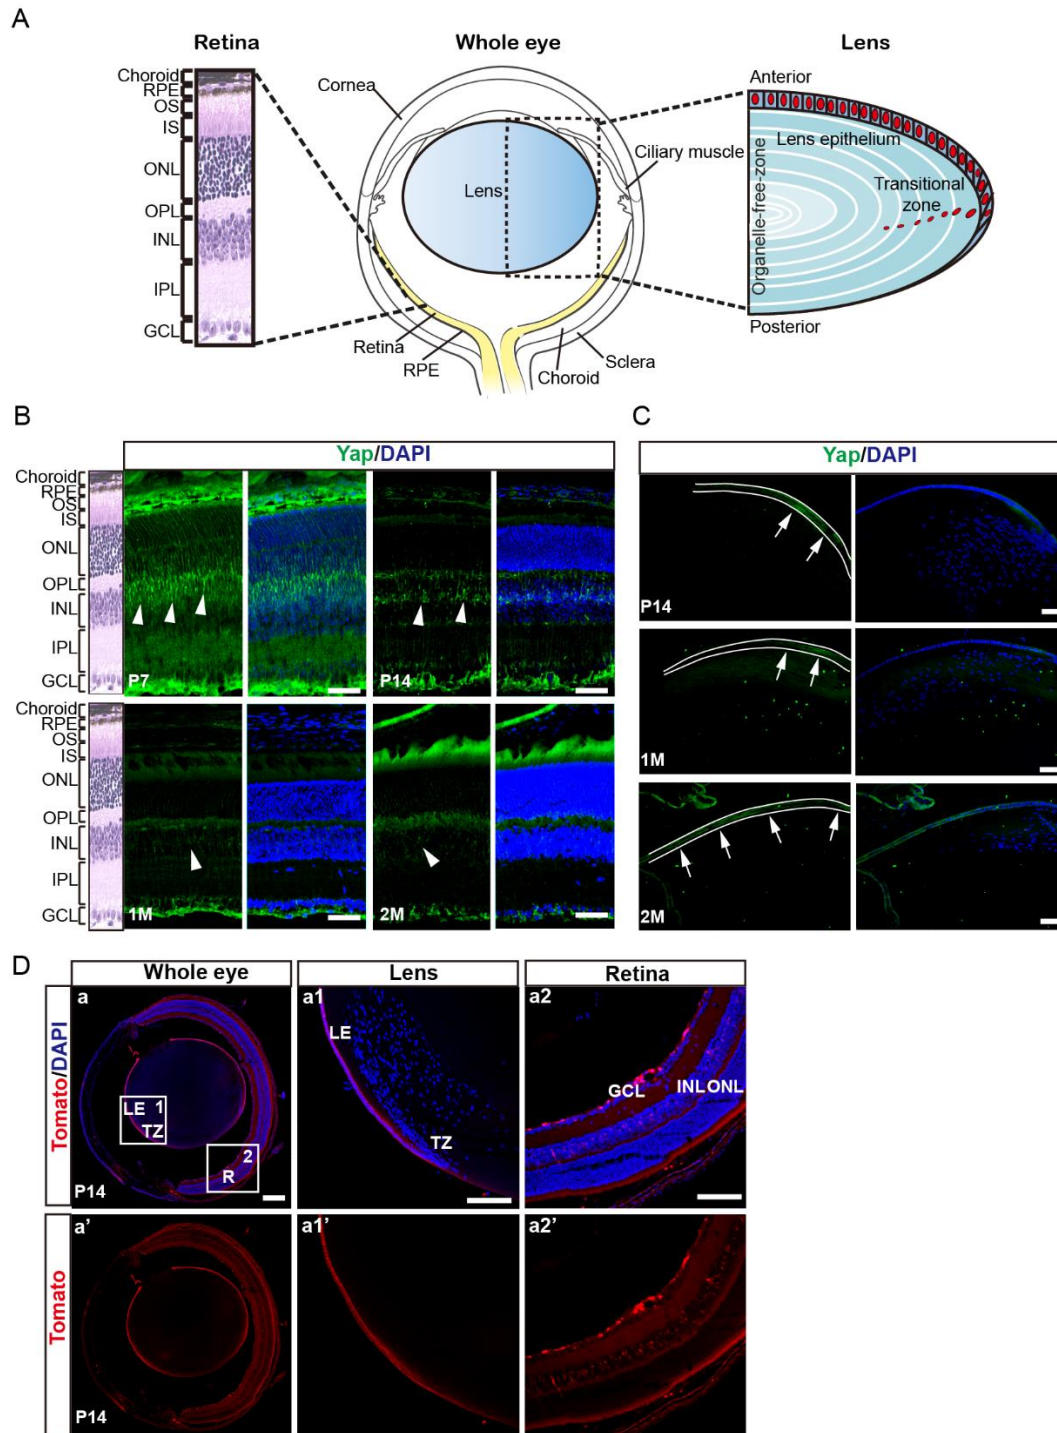 A
Retina
Whole eye
Lens
Choroid
RPE
OS
IS
ONL
OPL
INL
IPL
GCL
Cornea
Lens
Ciliary muscle
Retina
RPE
Choroid
Sclera
Anterior
Lens epithelium
Transitional
zone
Organelle-free-zone
Posterior
B
Yap/DAPI
Choroid
RPE
OS
IS
ONL
OPL
INL
IPL
GCL
P7
P14
Choroid
RPE
OS
IS
ONL
OPL
INL
IPL
GCL
1M
2M
C
Yap/DAPI
P14
1M
2M
D
Whole eye
Lens
Retina
Tomato/DAPI
a
LE 1
TZ
2
R
P14
a1
LE
TZ
a2
GCL
INL ONL
Tomato
a'
P14
a1'
a2'